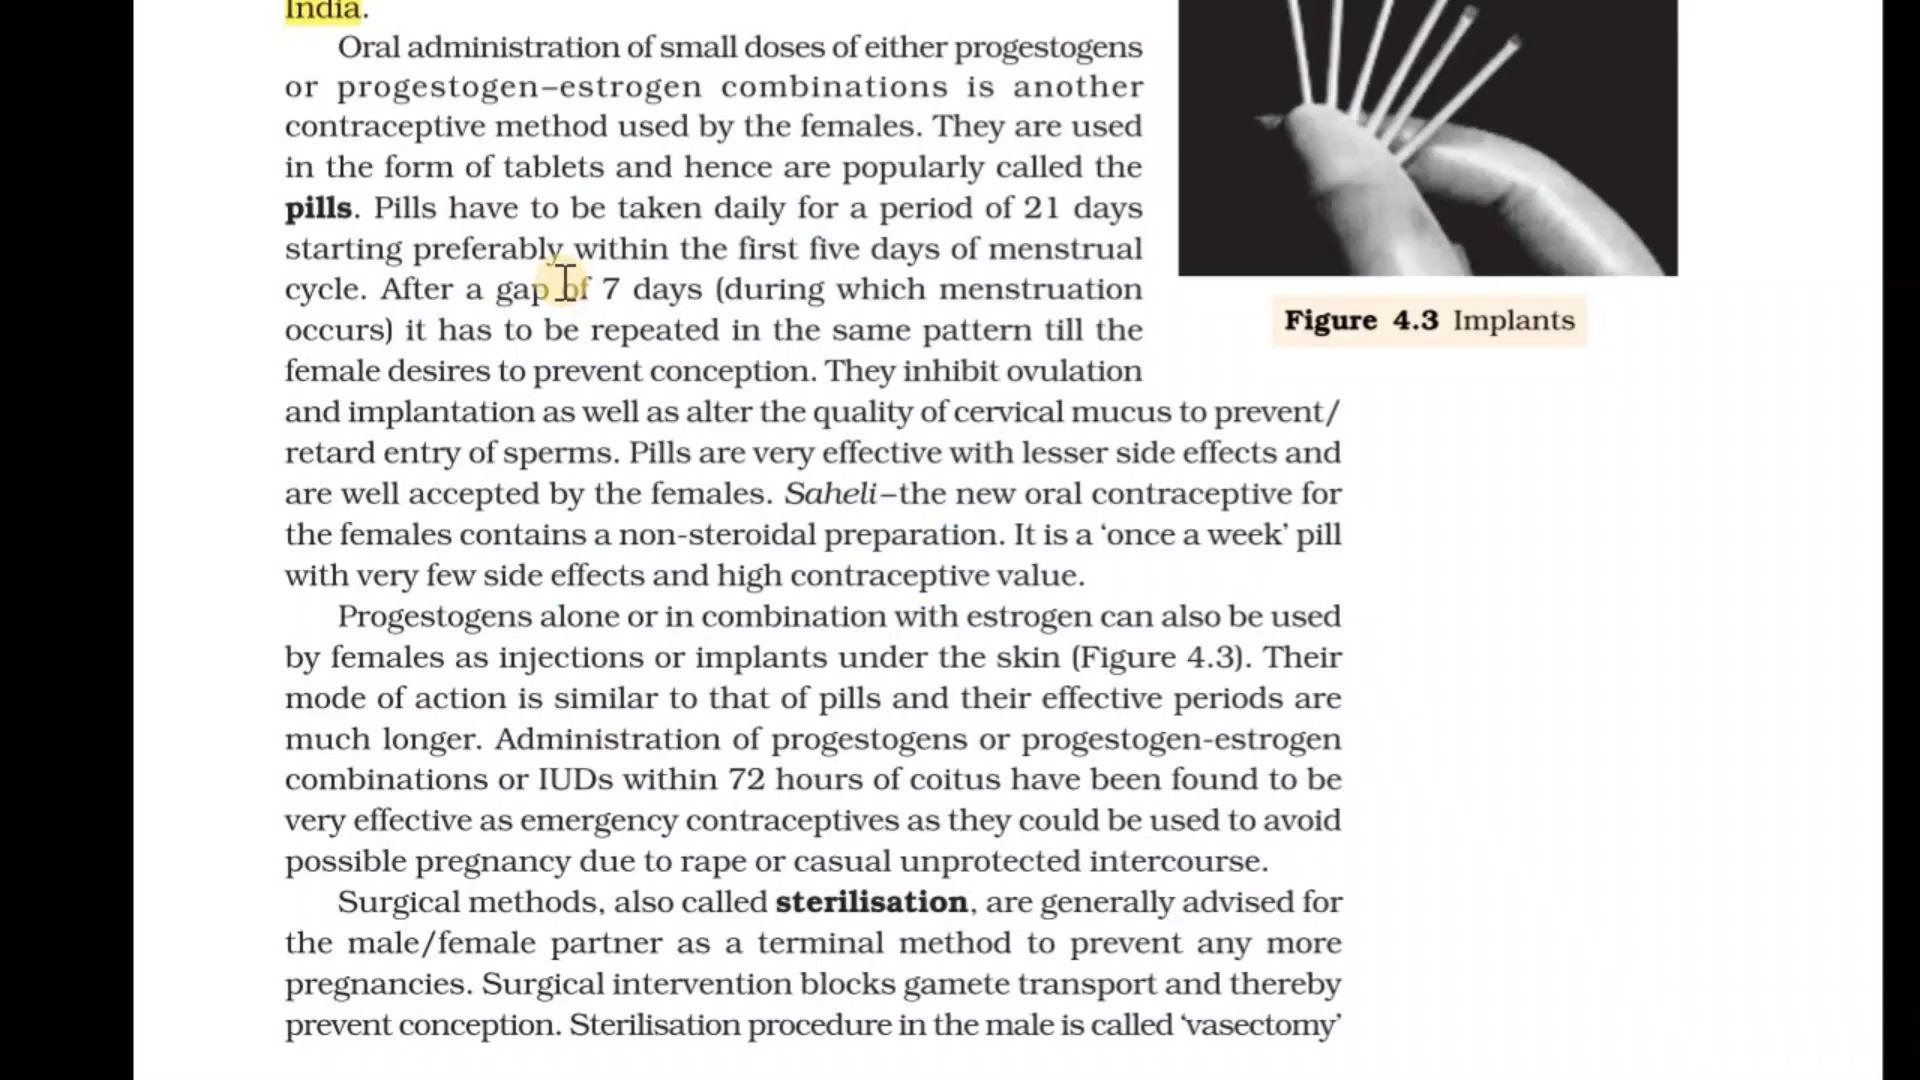 India.
Oral administration of small doses of either progestogens
or progestogen–estrogen combinations is another
contraceptive method used by the females. They are used
in the form of tablets and hence are popularly called the
pills. Pills have to be taken daily for a period of 21 days
starting preferably within the first five days of menstrual
cycle. After a gap of 7 days (during which menstruation
occurs) it has to be repeated in the same pattern till the
female desires to prevent conception. They inhibit ovulation
and implantation as well as alter the quality of cervical mucus to prevent/
retard entry of sperms. Pills are very effective with lesser side effects and
are well accepted by the females. Saheli–the new oral contraceptive for
the females contains a non-steroidal preparation. It is a ‘once a week’ pill
with very few side effects and high contraceptive value.
Progestogens alone or in combination with estrogen can also be used
by females as injections or implants under the skin (Figure 4.3). Their
mode of action is similar to that of pills and their effective periods are
much longer. Administration of progestogens or progestogen-estrogen
combinations or IUDs within 72 hours of coitus have been found to be
very effective as emergency contraceptives as they could be used to avoid
possible pregnancy due to rape or casual unprotected intercourse.
Surgical methods, also called sterilisation, are generally advised for
the male/female partner as a terminal method to prevent any more
pregnancies. Surgical intervention blocks gamete transport and thereby
prevent conception. Sterilisation procedure in the male is called ‘vasectomy’
Figure 4.3 Implants